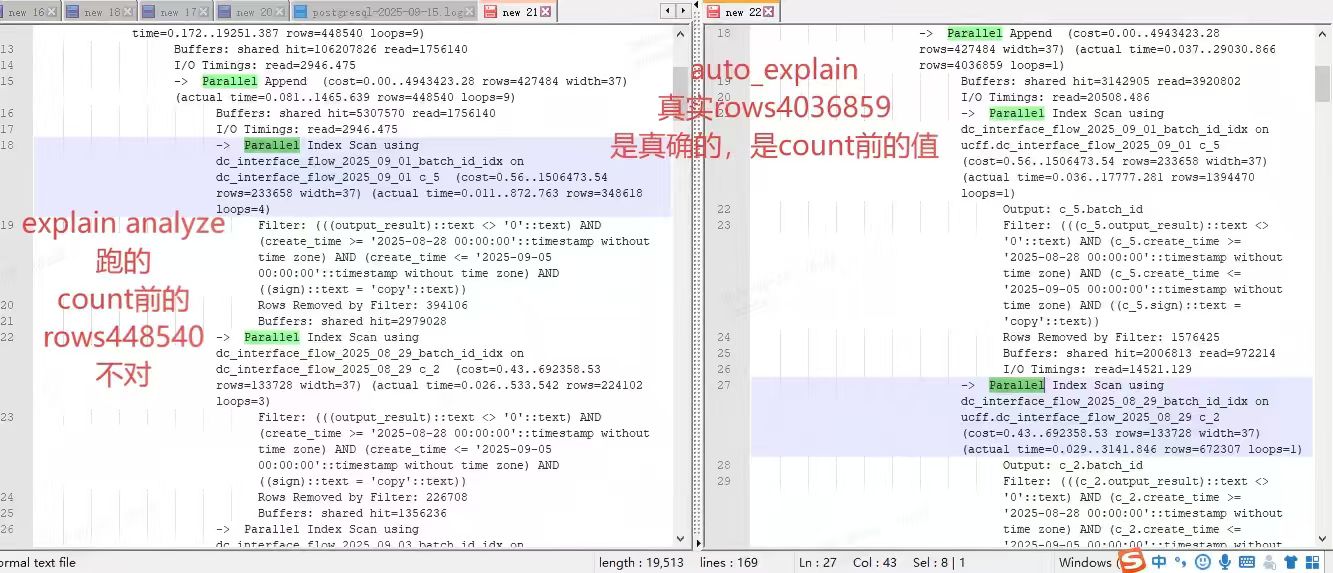 new 16
new 18
new 17
new 20
postgresql-2025-09-15.log
new 21
new 22
time=0.172..19251.387 rows=448540 loops=9)
13 Buffers: shared hit=106207826 read=1756140
14 I/O Timings: read=2946.475
15 -> Parallel Append (cost=0.00..4943423.28 rows=427484 width=37)
(actual time=0.081..1465.639 rows=448540 loops=9)
16 Buffers: shared hit=5307570 read=1756140
17 I/O Timings: read=2946.475
18 -> Parallel Index Scan using
dc_interface_flow_2025_09_01_batch_id_idx on
dc_interface_flow_2025_09_01 c_5 (cost=0.56..1506473.54
rows=233658 width=37) (actual time=0.011..872.763 rows=348618
loops=4)
19 Filter: (((output_result)::text <> '0'::text) AND
(create_time >= '2025-08-28 00:00:00'::timestamp without
time zone) AND (create_time <= '2025-09-05
00:00:00'::timestamp without time zone) AND
((sign)::text = 'copy'::text))
20 Rows Removed by Filter: 394106
21 Buffers: shared hit=2979028
22 -> Parallel Index Scan using
dc_interface_flow_2025_08_29_batch_id_idx on
dc_interface_flow_2025_08_29 c_2 (cost=0.43..692358.53
rows=133728 width=37) (actual time=0.026..533.542 rows=224102
loops=3)
23 Filter: (((output_result)::text <> '0'::text) AND
(create_time >= '2025-08-28 00:00:00'::timestamp without
time zone) AND (create_time <= '2025-09-05
00:00:00'::timestamp without time zone) AND
((sign)::text = 'copy'::text))
24 Rows Removed by Filter: 226708
25 Buffers: shared hit=1356236
26 -> Parallel Index Scan using
dc_interface_flow_2025_09_03_batch_id_idx on
explain analyze
跑的
count前的
rows448540
不对
18 -> Parallel Append (cost=0.00..4943423.28
rows=427484 width=37) (actual time=0.037..29030.866
rows=4036859 loops=1)
19 Buffers: shared hit=3142905 read=3920802
20 I/O Timings: read=20508.486
-> Parallel Index Scan using
dc_interface_flow_2025_09_01_batch_id_idx on
ucff.dc_interface_flow_2025_09_01 c_5
(cost=0.56..1506473.54 rows=233658 width=37)
(actual time=0.036..17777.281 rows=1394470
loops=1)
22 Output: c_5.batch_id
23 Filter: (((c_5.output_result)::text <>
'0'::text) AND (c_5.create_time >=
'2025-08-28 00:00:00'::timestamp without
time zone) AND (c_5.create_time <=
'2025-09-05 00:00:00'::timestamp without
time zone) AND ((c_5.sign)::text =
'copy'::text))
24 Rows Removed by Filter: 1576425
25 Buffers: shared hit=2006813 read=972214
26 I/O Timings: read=14521.129
27 -> Parallel Index Scan using
dc_interface_flow_2025_08_29_batch_id_idx on
ucff.dc_interface_flow_2025_08_29 c_2
(cost=0.43..692358.53 rows=133728 width=37)
(actual time=0.029..3141.846 rows=672307 loops=1)
28 Output: c_2.batch_id
29 Filter: (((c_2.output_result)::text <>
'0'::text) AND (c_2.create_time >=
'2025-08-28 00:00:00'::timestamp without
time zone) AND (c_2.create_time <=
'2025-09-05 00:00:00'::timestamp without
auto_explain
真实rows4036859
是真确的，是count前的值
ormal text file
length : 19,513 lines : 169
Ln : 27 Col : 43 Sel : 8 | 1
Windows (
中